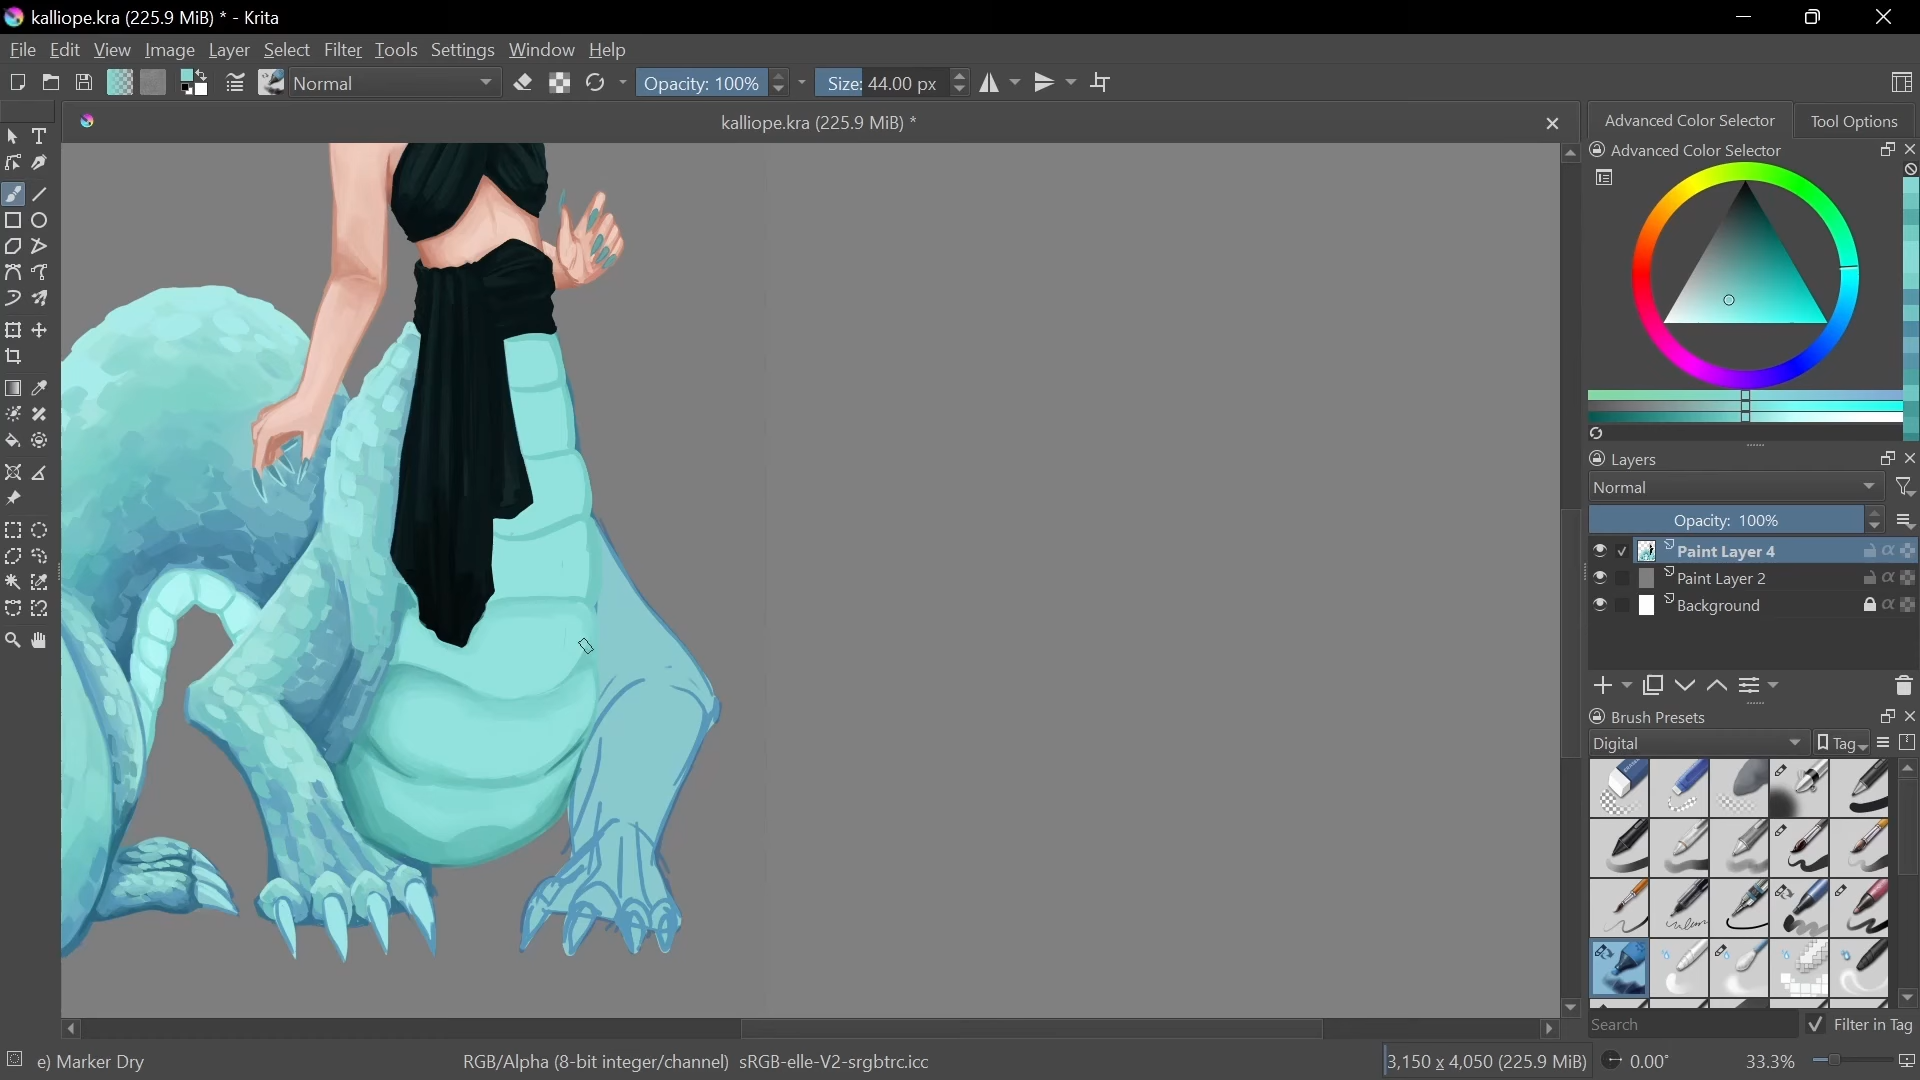 kalliope.kra (225.9 MiB) * - Krita
File Edit View Image Layer Select Filter Tools Settings Window Help
Normal Opacity: 100% Size: 44.00 px
kalliope.kra (225.9 MiB) *
Advanced Color Selector Tool Options
Advanced Color Selector
Layers
Normal
Opacity: 100%
Paint Layer 4
Paint Layer 2
Background
Brush Presets
Digital Tag
Search Filter in Tag
e) Marker Dry RGB/Alpha (8-bit integer/channel) sRGB-elle-V2-srgbtrc.icc 3,150 x 4,050 (225.9 MiB) 0.00° 33.3%